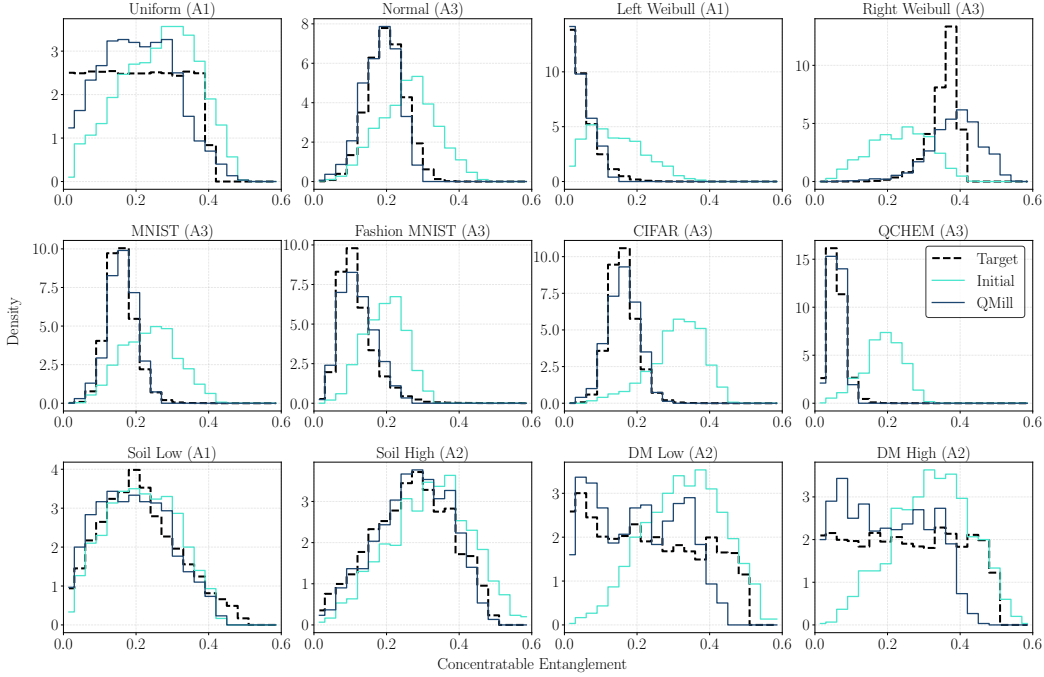 Uniform (A1)
Normal (A3)
Left Weibull (A1)
Right Weibull (A3)
0
1
2
3
0.0 0.2 0.4 0.6
0
2
4
6
8
0.0 0.2 0.4 0.6
0
5
10
0.0 0.2 0.4 0.6
0
5
10
0.0 0.2 0.4 0.6
MNIST (A3)
Fashion MNIST (A3)
CIFAR (A3)
QCHEM (A3)
Density
0.0
2.5
5.0
7.5
10.0
0.0 0.2 0.4 0.6
0.0
2.5
5.0
7.5
10.0
0.0 0.2 0.4 0.6
0.0
2.5
5.0
7.5
10.0
0.0 0.2 0.4 0.6
0
5
10
15
0.0 0.2 0.4 0.6
Target
Initial
QMill
Soil Low (A1)
Soil High (A2)
DM Low (A2)
DM High (A2)
0
1
2
3
4
0.0 0.2 0.4 0.6
0
1
2
3
0.0 0.2 0.4 0.6
0
1
2
3
0.0 0.2 0.4 0.6
0
1
2
3
0.0 0.2 0.4 0.6
Concentratable Entanglement